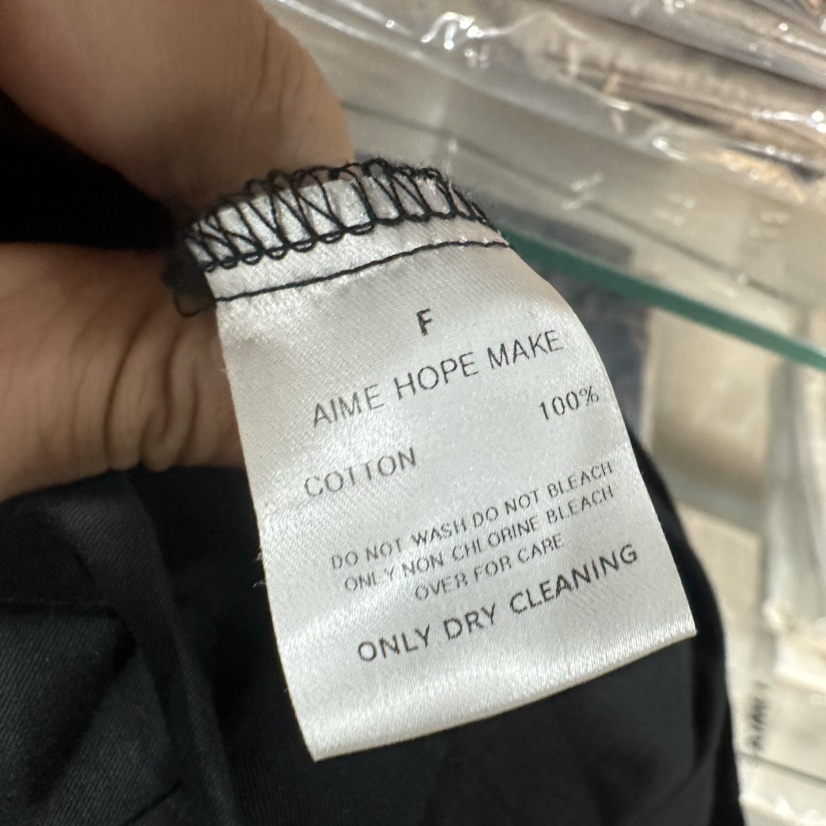 F
AIME HOPE MAKE
100%
COTTON
DO NOT WASH DO NOT BLEACH
ONLY NON CHLORINE BLEACH
OVER FOR CARE
ONLY DRY CLEANING